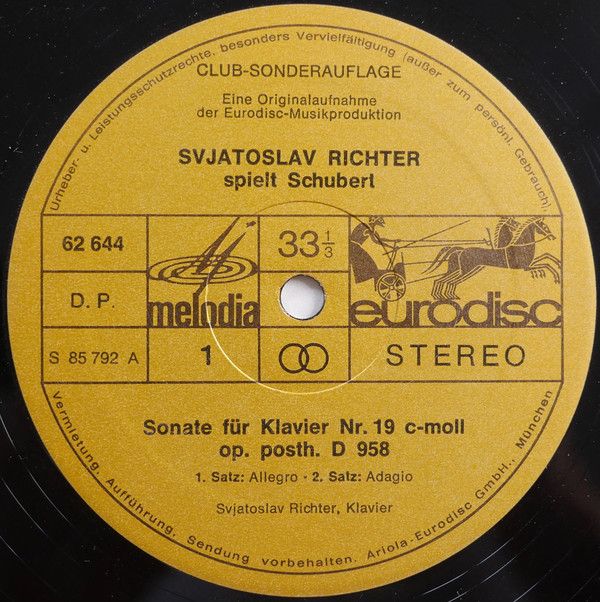 Urheber- u. Leistungsschutzrechte, besonders Vervielfältigung (außer zum persönl. Gebrauch)
CLUB-SONDERAUFLAGE
Eine Originalaufnahme
der Eurodisc-Musikproduktion
SVJATOSLAV RICHTER
spielt Schubert
62 644
33 1/3
D. P.
melodia
eurodisc
S 85 792 A
1
STEREO
Sonate für Klavier Nr. 19 c-moll
op. posth. D 958
1. Satz: Allegro - 2. Satz: Adagio
Svjatoslav Richter, Klavier
Vermietung, Aufführung, Sendung vorbehalten. Ariola-Eurodisc GmbH., München